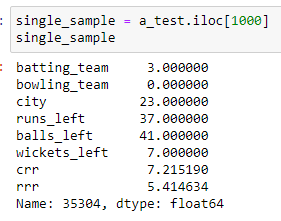 single_sample = a_test.iloc[1000]
single_sample
batting_team 3.000000
bowling_team 0.000000
city 23.000000
runs_left 37.000000
balls_left 41.000000
wickets_left 7.000000
crr 7.215190
rrr 5.414634
Name: 35304, dtype: float64